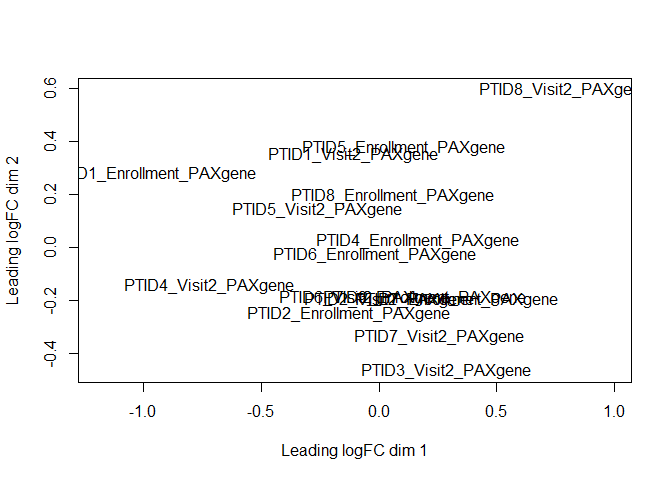 0.6
PTID8_Visit2_PAXge
0.4
PTID5_Enrollment_PAXgene
PTID1_Visit2_PAXgene
D1_Enrollment_PAXgene
0.2
PTID8_Enrollment_PAXgene
PTID5_Visit2_PAXgene
Leading logFC dim 2
0.0
PTID4_Enrollment_PAXgene
PTID6_Enrollment_PAXgene
PTID4_Visit2_PAXgene
-0.2
PTID2_Enrollment_PAXgene
PTID7_Visit2_PAXgene
-0.4
PTID3_Visit2_PAXgene
-1.0 -0.5 0.0 0.5 1.0
Leading logFC dim 1